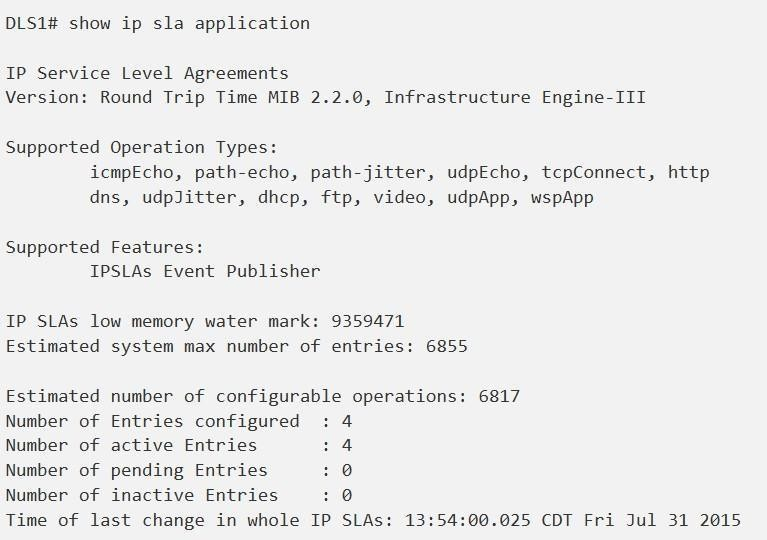 DLS1# show ip sla application
IP Service Level Agreements
Version: Round Trip Time MIB 2.2.0, Infrastructure Engine-III
Supported Operation Types:
icmpEcho, path-echo, path-jitter, udpEcho, tcpConnect, http
dns, udpJitter, dhcp, ftp, video, udpApp, wspApp
Supported Features:
IPSLAs Event Publisher
IP SLAs low memory water mark: 9359471
Estimated system max number of entries: 6855
Estimated number of configurable operations: 6817
Number of Entries configured  : 4
Number of active Entries      : 4
Number of pending Entries     : 0
Number of inactive Entries    : 0
Time of last change in whole IP SLAs: 13:54:00.025 CDT Fri Jul 31 2015